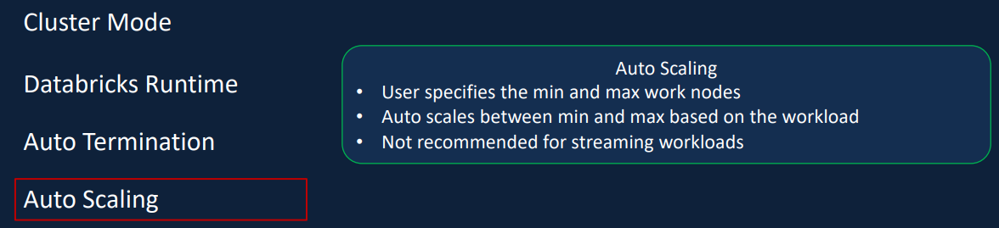 Cluster Mode
Databricks Runtime
Auto Termination
Auto Scaling
Auto Scaling
• User specifies the min and max work nodes
• Auto scales between min and max based on the workload
• Not recommended for streaming workloads